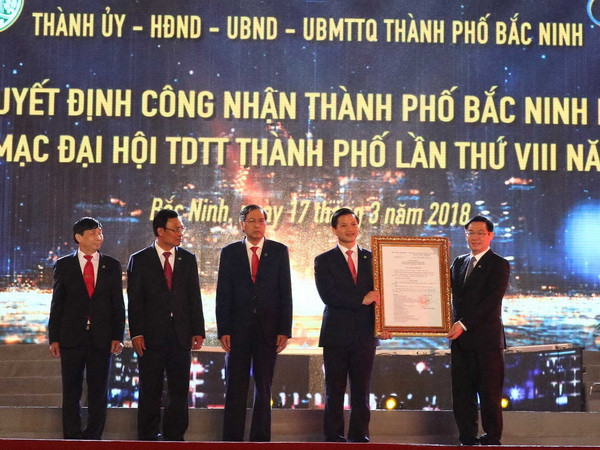 THÀNH ỦY - HĐND - UBND - UBMTTQ THÀNH PHỐ BẮC NINH
UYẾT ĐỊNH CÔNG NHẬN THÀNH PHỐ BẮC NINH
MẠC ĐẠI HỘI TDTT THÀNH PHỐ LẦN THỨ VIII NĂ
Bắc Ninh, ngày 17 tháng 3 năm 2018